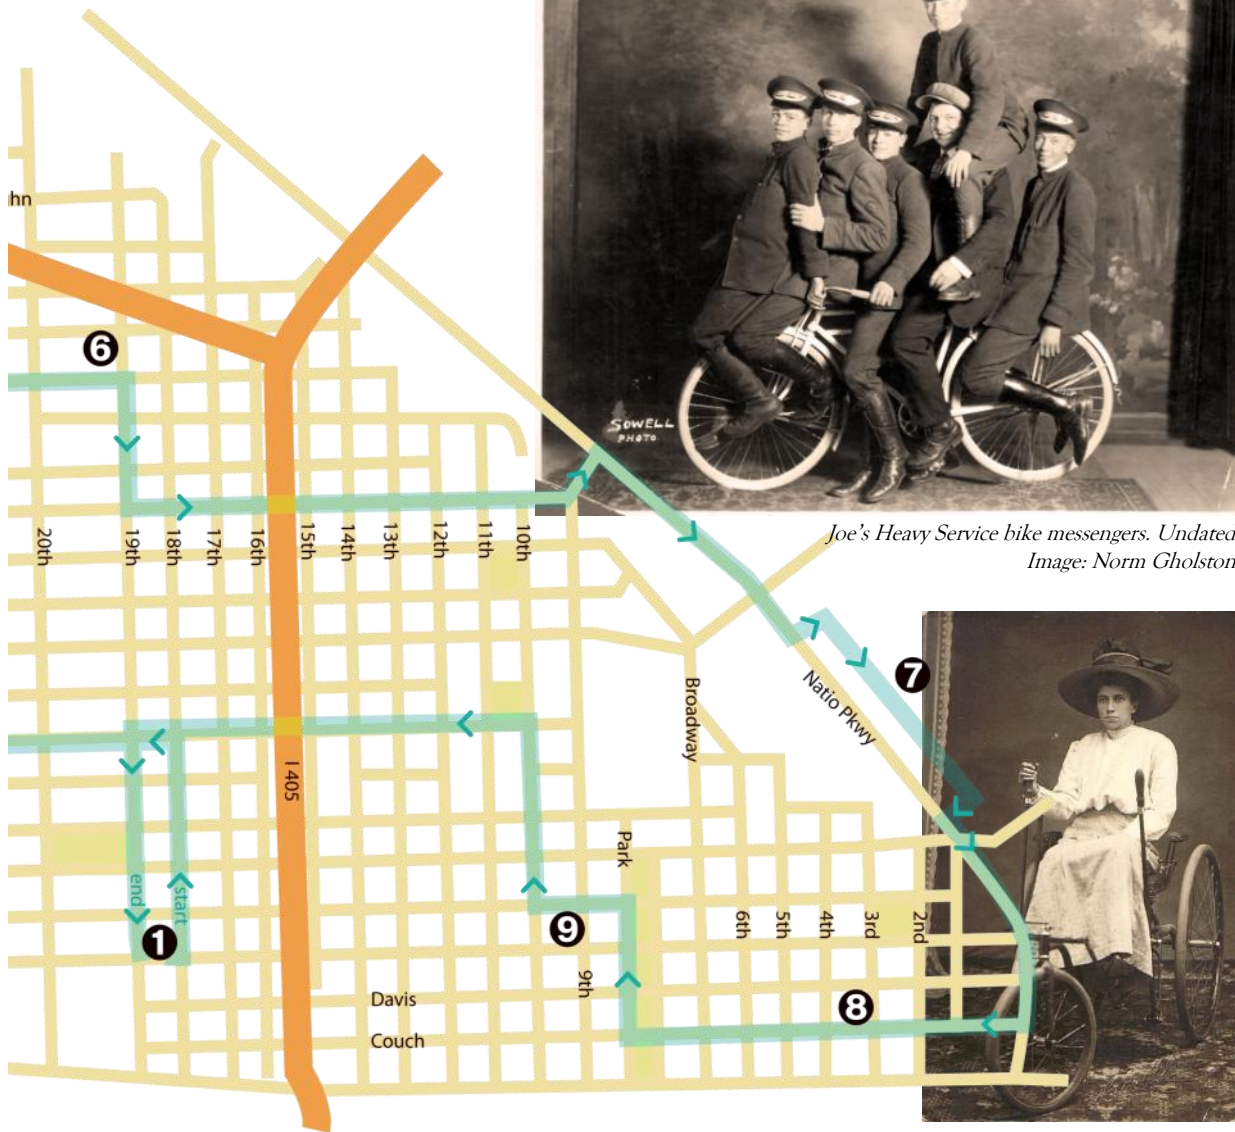 hn
6
SOWELL
PHOTO
20th
19th
18th
17th
16th
15th
14th
13th
12th
11th
10th
Joe's Heavy Service bike messengers. Undated
Image: Norm Gholston
7
Broadway
Natio Pkwy
I 405
Park
end
start
1
9
6th
5th
4th
3rd
2nd
9th
8
Davis
Couch